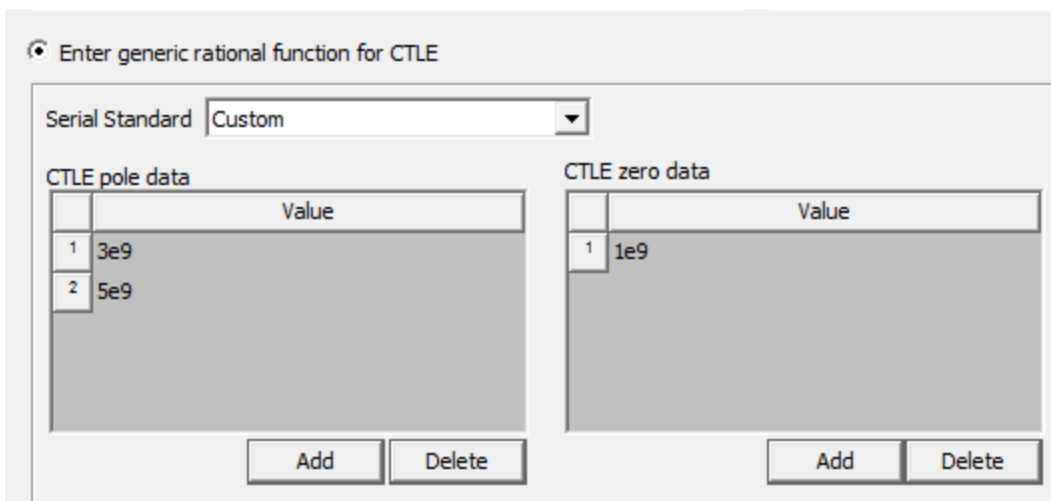 Enter generic rational function for CTLE
Serial Standard Custom
CTLE pole data
Value
1 3e9
2 5e9
Add Delete
CTLE zero data
Value
1 1e9
Add Delete